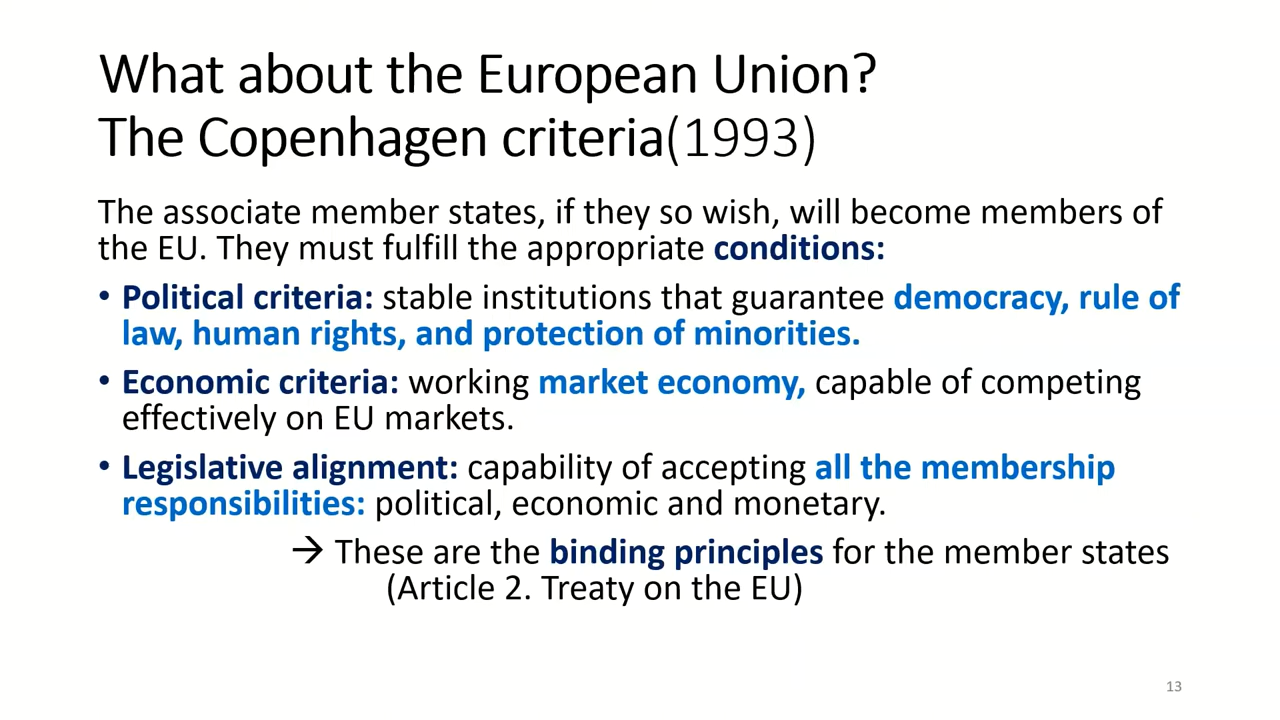 What about the European Union?
The Copenhagen criteria(1993)
The associate member states, if they so wish, will become members of
the EU. They must fulfill the appropriate conditions:
• Political criteria: stable institutions that guarantee democracy, rule of
law, human rights, and protection of minorities.
• Economic criteria: working market economy, capable of competing
effectively on EU markets.
• Legislative alignment: capability of accepting all the membership
responsibilities: political, economic and monetary.
→ These are the binding principles for the member states
(Article 2. Treaty on the EU)
13